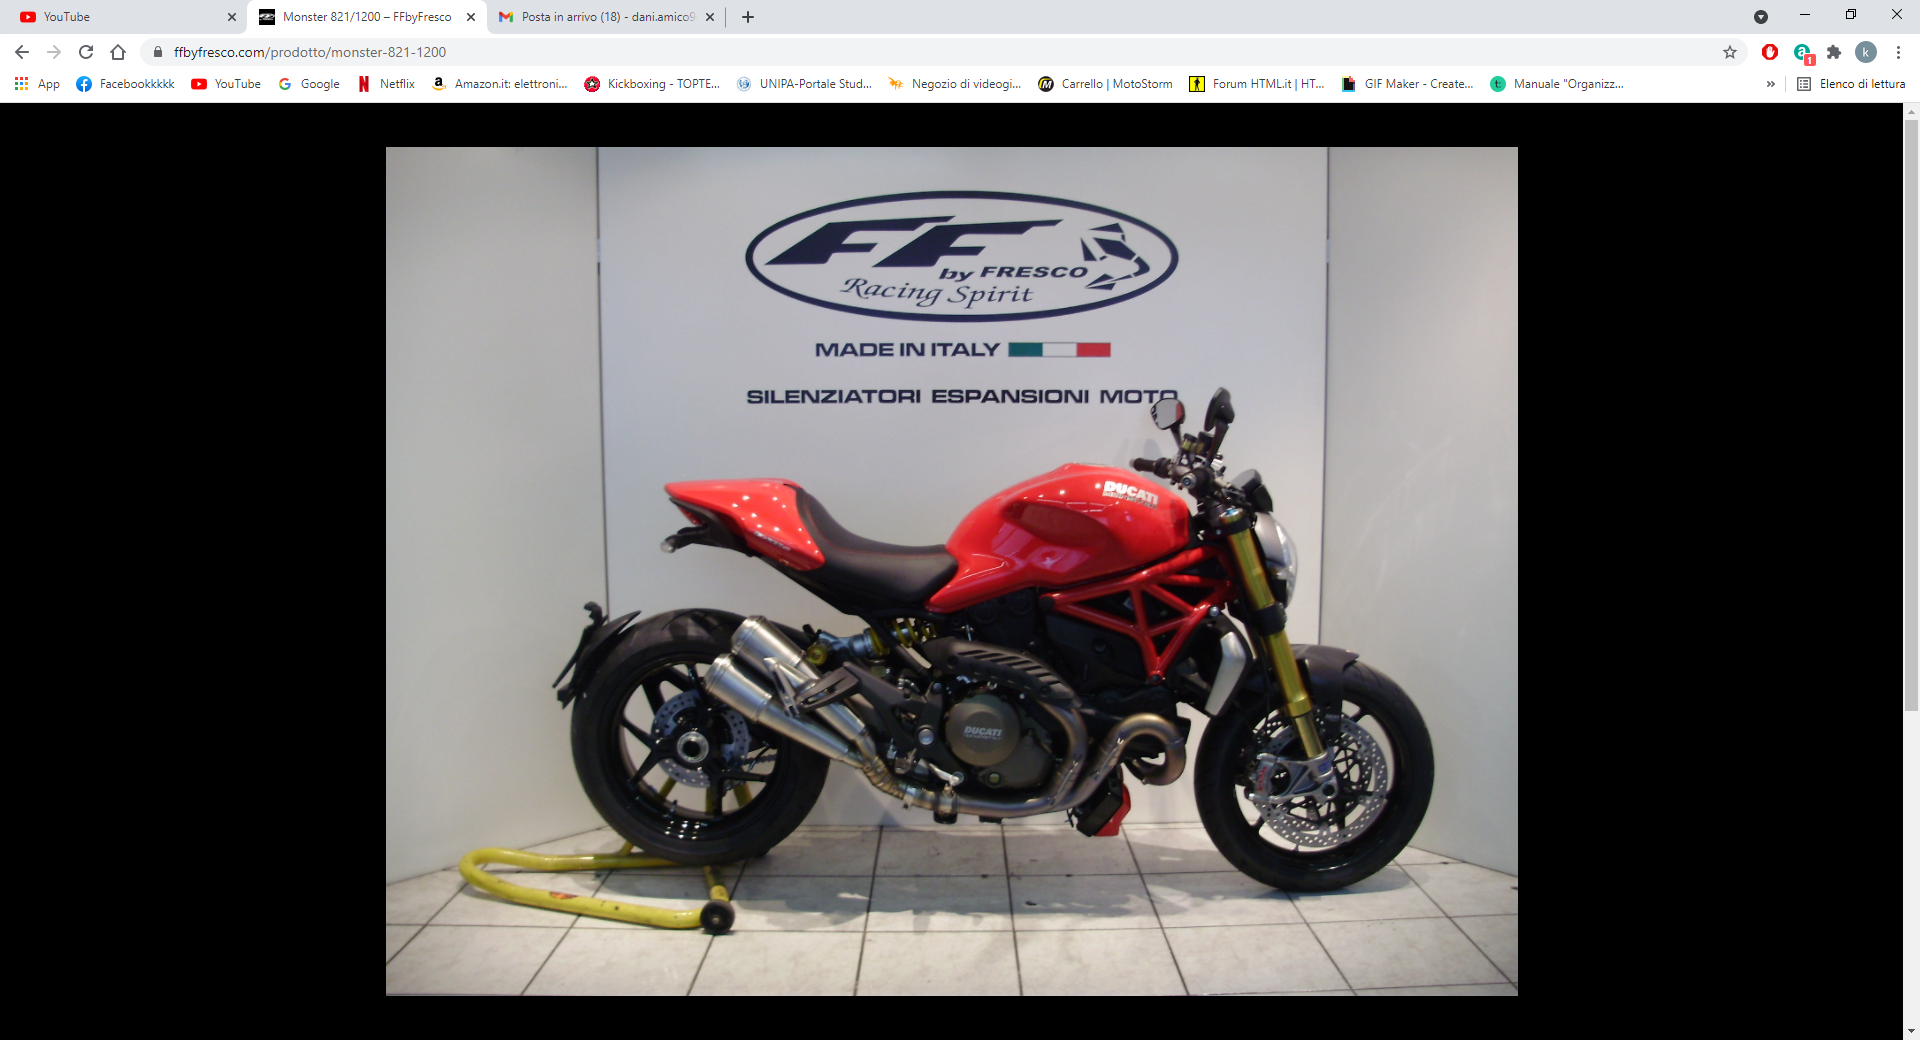 YouTube
Monster 821/1200 – FFbyFresco
Posta in arrivo (18) - dani.amico9
ffbyfresco.com/prodotto/monster-821-1200
k
1
App
Facebookkkkk
YouTube
Google
Netflix
Amazon.it: elettroni...
Kickboxing - TOPTE...
UNIPA-Portale Stud...
Negozio di videogi...
Carrello | MotoStorm
Forum HTML.it | HT...
GIF Maker - Create...
Manuale "Organizz...
»
Elenco di lettura
FF
by FRESCO
Racing Spirit
MADE IN ITALY
SILENZIATORI ESPANSIONI MOTO
DUCATI
DUCATI